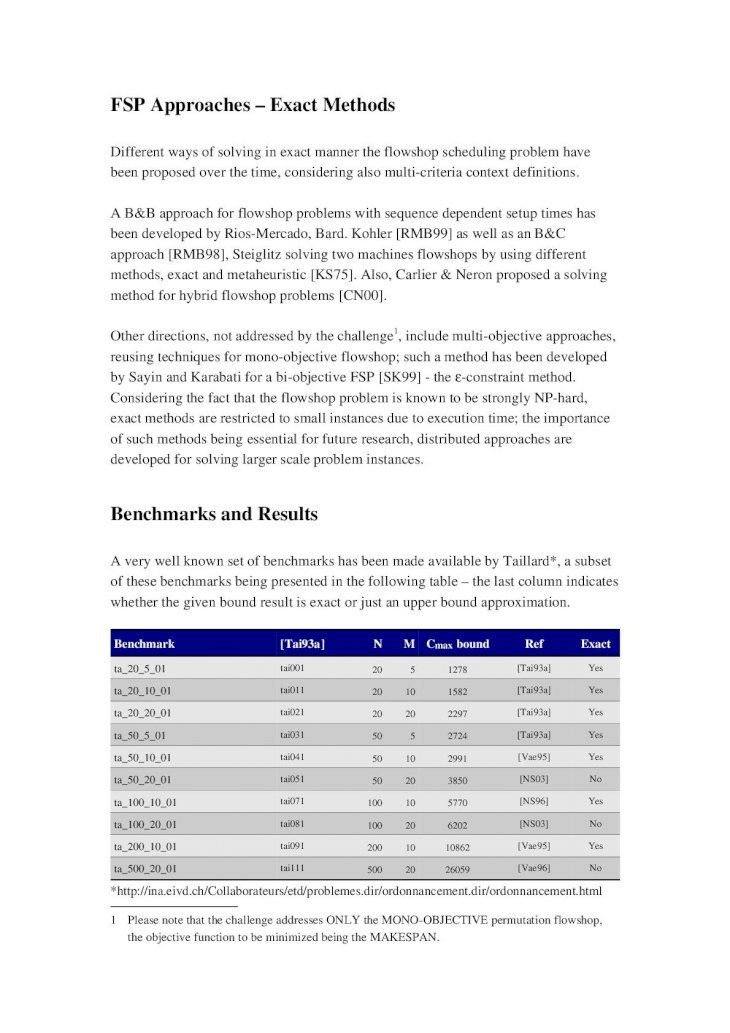 FSP Approaches – Exact Methods
Different ways of solving in exact manner the flowshop scheduling problem have
been proposed over the time, considering also multi-criteria context definitions.
A B&B approach for flowshop problems with sequence dependent setup times has
been developed by Rios-Mercado, Bard. Kohler [RMB99] as well as an B&C
approach [RMB98], Steiglitz solving two machines flowshops by using different
methods, exact and metaheuristic [KS75]. Also, Carlier & Neron proposed a solving
method for hybrid flowshop problems [CN00].
Other directions, not addressed by the challenge1, include multi-objective approaches,
reusing techniques for mono-objective flowshop; such a method has been developed
by Sayin and Karabati for a bi-objective FSP [SK99] - the ε-constraint method.
Considering the fact that the flowshop problem is known to be strongly NP-hard,
exact methods are restricted to small instances due to execution time; the importance
of such methods being essential for future research, distributed approaches are
developed for solving larger scale problem instances.
Benchmarks and Results
A very well known set of benchmarks has been made available by Taillard*, a subset
of these benchmarks being presented in the following table – the last column indicates
whether the given bound result is exact or just an upper bound approximation.
Benchmark [Tai93a] N M Cmax bound Ref Exact
ta_20_5_01 tai001 20 5 1278 [Tai93a] Yes
ta_20_10_01 tai011 20 10 1582 [Tai93a] Yes
ta_20_20_01 tai021 20 20 2297 [Tai93a] Yes
ta_50_5_01 tai031 50 5 2724 [Tai93a] Yes
ta_50_10_01 tai041 50 10 2991 [Vae95] Yes
ta_50_20_01 tai051 50 20 3850 [NS03] No
ta_100_10_01 tai071 100 10 5770 [NS96] Yes
ta_100_20_01 tai081 100 20 6202 [NS03] No
ta_200_10_01 tai091 200 10 10862 [Vae95] Yes
ta_500_20_01 tai111 500 20 26059 [Vae96] No
*http://ina.eivd.ch/Collaborateurs/etd/problemes.dir/ordonnancement.dir/ordonnancement.html
1 Please note that the challenge addresses ONLY the MONO-OBJECTIVE permutation flowshop,
the objective function to be minimized being the MAKESPAN.